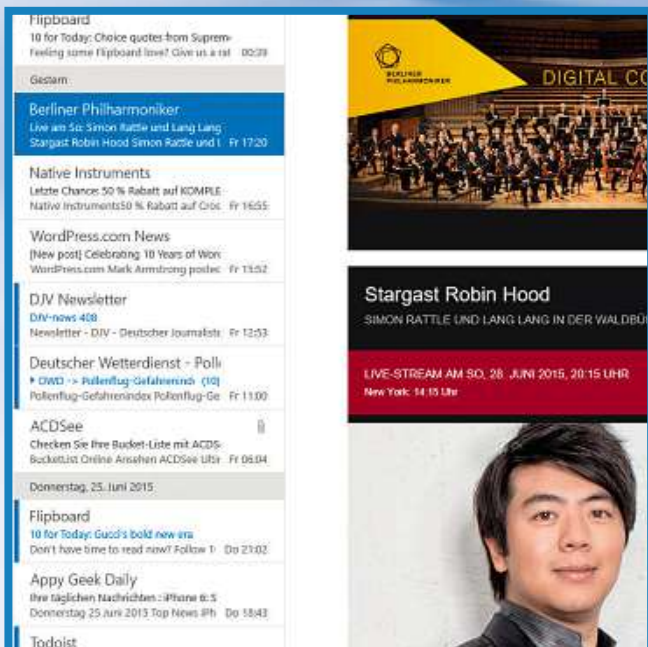 Flipboard
10 for Today: Choice quotes from Suprem
Feeling some Flipboard love? Give us a rat 00:39
Gestern
Berliner Philharmoniker
Live am So: Simon Rattle und Lang Lang
Stargast Robin Hood Simon Rattle und L Fr 17:20
Native Instruments
Letzte Chance: 50 % Rabatt auf KOMPLE
Native Instruments50 % Rabatt auf Cros Fr 16:55
WordPress.com News
[New post] Celebrating 10 Years of Wor
WordPress.com Mark Armstrong postec Fr 13:52
DJV Newsletter
DJV-news 408
Newsletter - DJV - Deutscher Journalist Fr 12:53
Deutscher Wetterdienst - Poll
DWD -> Pollenflug-Gefahrenind (10)
Pollenflug-Gefahrenindex Pollenflug-Ge Fr 11:00
ACDSee
Checken Sie Ihre Bucket-Liste mit ACDS
BucketList Online Ansehen ACDSee Ult Fr 06:04
Donnerstag, 25. Juni 2015
Flipboard
10 for Today: Gucci's bold new era
Don't have time to read now? Follow 1 Do 21:02
Appy Geek Daily
Ihre täglichen Nachrichten : iPhone 6: S
Donnerstag 25 Juni 2015 Top News iPh Do 18:43
Todoist
BERLINER
PHILHARMONIKER
DIGITAL CO
Stargast Robin Hood
SIMON RATTLE UND LANG LANG IN DER WALDBÜ
LIVE-STREAM AM SO, 28. JUNI 2015, 20:15 UHR
New York: 14:15 Uhr